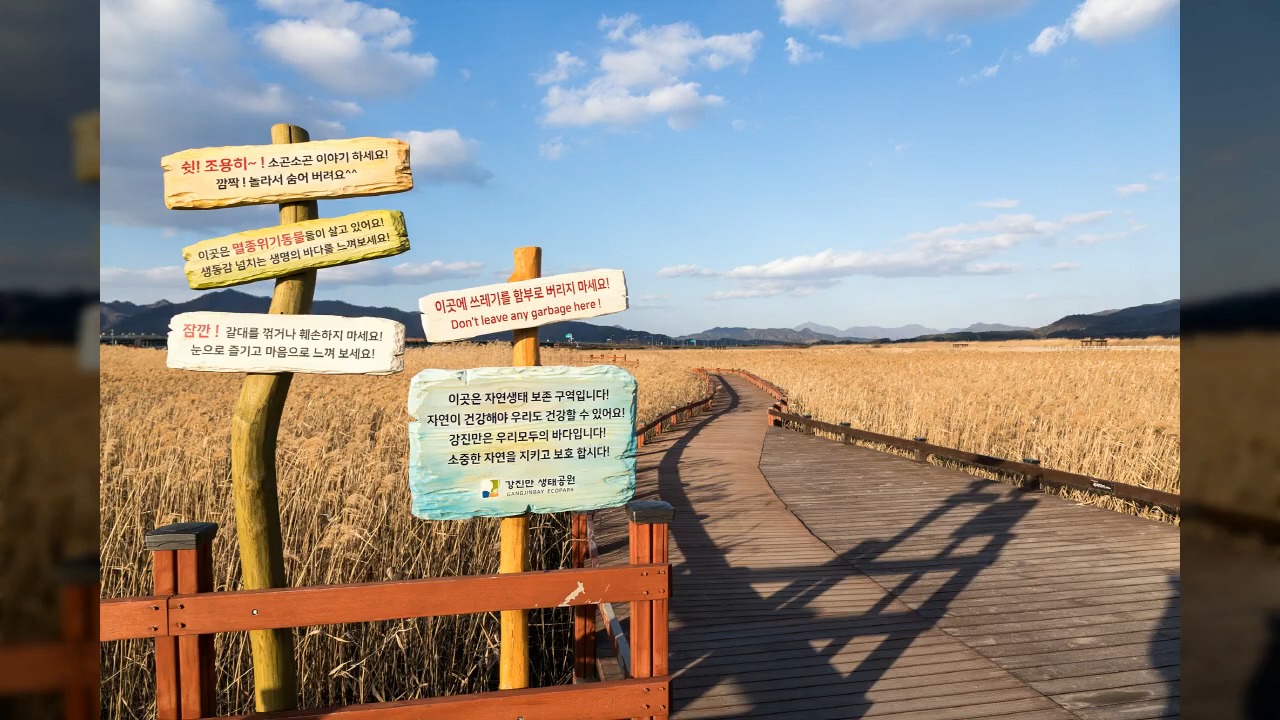 쉿!! 조용히~ ! 소곤소곤 이야기 하세요!
깜짝 ! 놀라서 숨어 버려요^^
이곳은 멸종위기동물들이 살고 있어요!
생동감 넘치는 생명의 바다를 느껴보세요!
잠깐 ! 갈대를 꺾거나 훼손하지 마세요!
눈으로 즐기고 마음으로 느껴 보세요!
이곳에 쓰레기를 함부로 버리지 마세요!
Don't leave any garbage here !
이곳은 자연생태 보존 구역입니다!
자연이 건강해야 우리도 건강할 수 있어요!
강진만은 우리모두의 바다입니다!
소중한 자연을 지키고 보호 합시다!
강진만 생태공원
GANGJINBAY ECOPARK